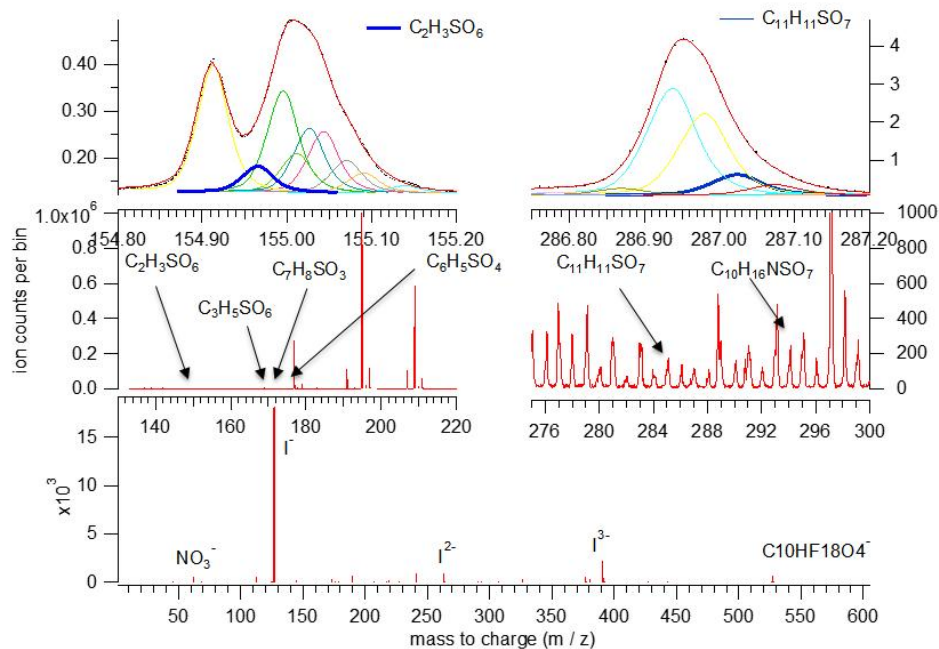 C2H3SO6
C11H11SO7
0.40
0.30
0.20
4
3
2
1
154.80 154.90 155.00 155.10 155.20
286.80 286.90 287.00 287.10 287.20
ion counts per bin
1.0x10^6
0.8
0.6
0.4
0.2
0.0
C2H3SO6
C3H5SO6
C7H8SO3
C6H5SO4
140 160 180 200 220
C11H11SO7
C10H16NSO7
1000
800
600
400
200
0
276 280 284 288 292 296 300
x10^3
15
10
5
0
NO3^-
I^-
I^2-
I^3-
C10HF18O4^-
50 100 150 200 250 300 350 400 450 500 550 600
mass to charge (m / z)